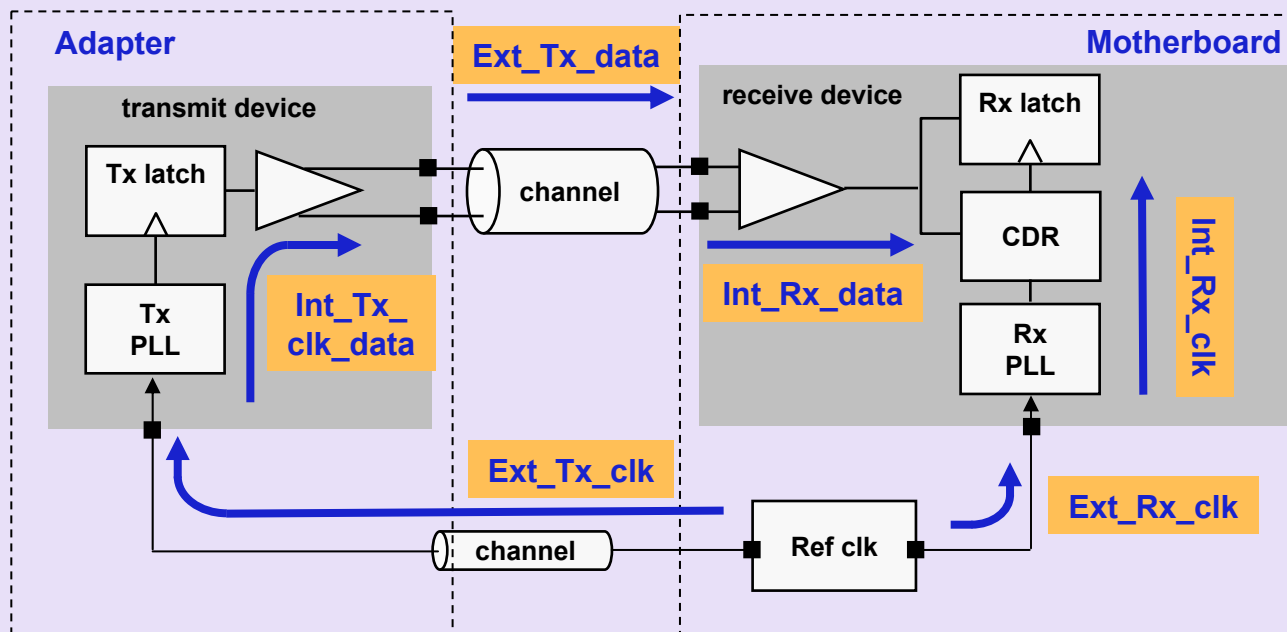 Adapter
Ext_Tx_data
Motherboard
transmit device
receive device
Rx latch
Tx latch
channel
CDR
Int_Rx_clk
Int_Tx_
clk_data
Int_Rx_data
Tx
PLL
Rx
PLL
Ext_Tx_clk
Ext_Rx_clk
channel
Ref clk